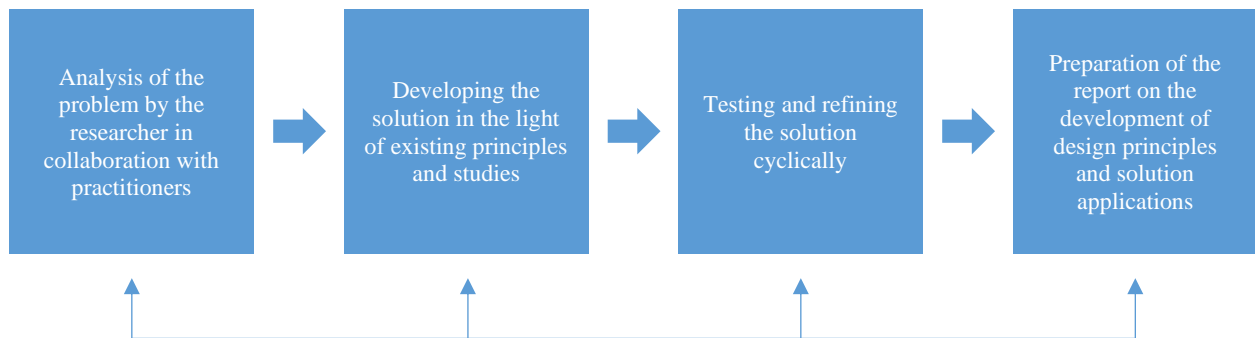 Analysis of the
problem by the
researcher in
collaboration with
practitioners
Developing the
solution in the light
of existing principles
and studies
Testing and refining
the solution
cyclically
Preparation of the
report on the
development of
design principles
and solution
applications